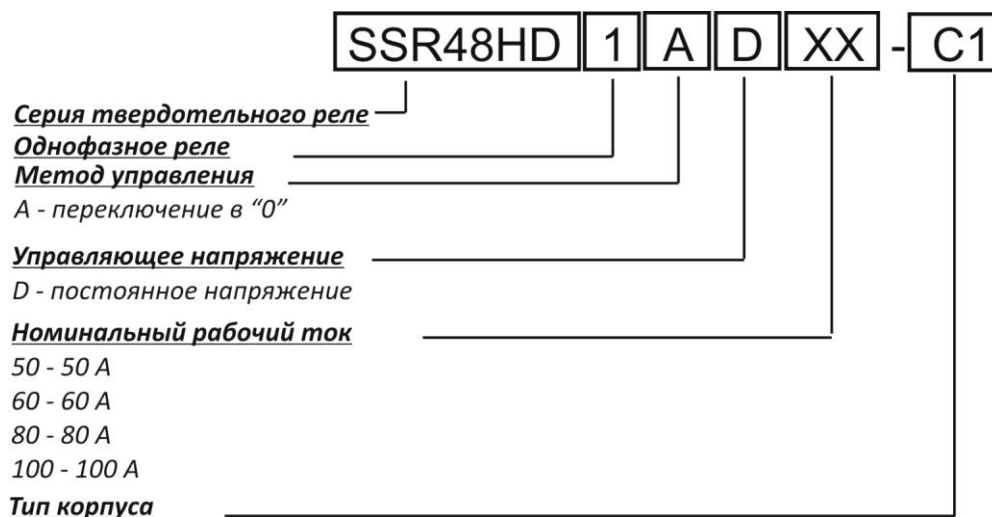 SSR48HD 1 A D XX - C1
Серия твердотельного реле
Однофазное реле
Метод управления
А - переключение в “0”
Управляющее напряжение
D - постоянное напряжение
Номинальный рабочий ток
50 - 50 А
60 - 60 А
80 - 80 А
100 - 100 А
Тип корпуса